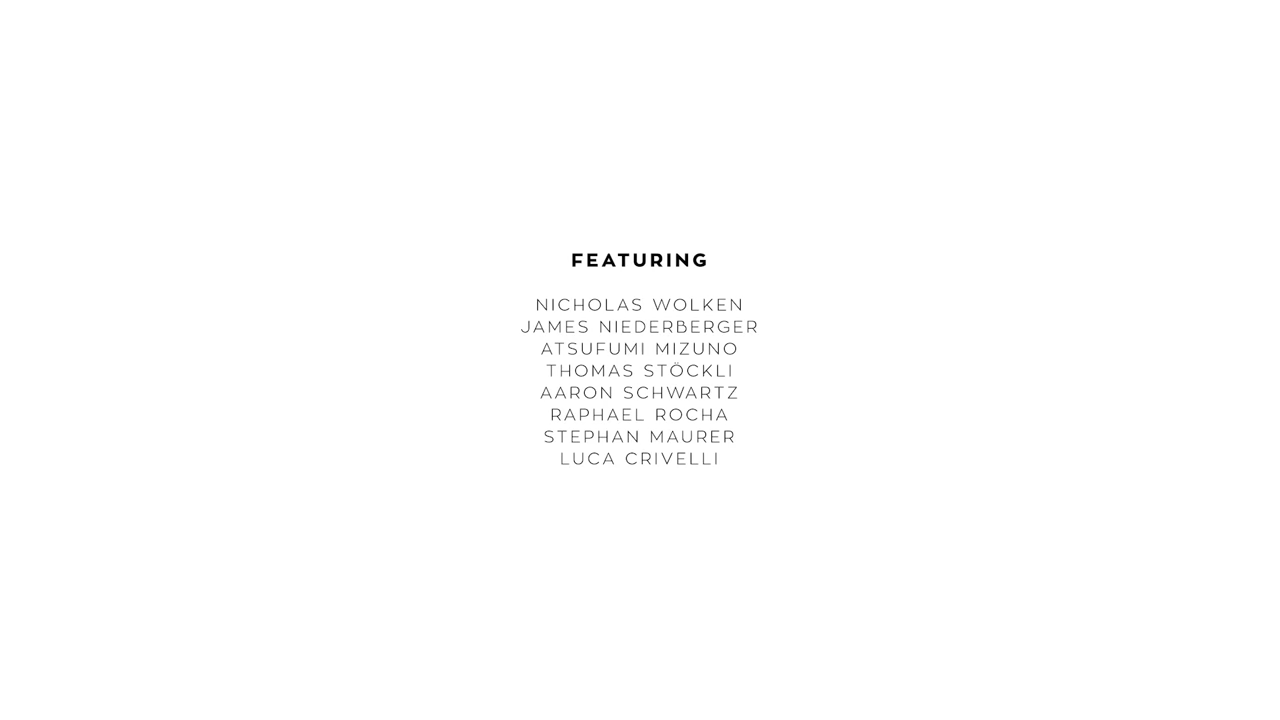 FEATURING
NICHOLAS WOLKEN
JAMES NIEDERBERGER
ATSUFUMI MIZUNO
THOMAS STÖCKLI
AARON SCHWARTZ
RAPHAEL ROCHA
STEPHAN MAURER
LUCA CRIVELLI